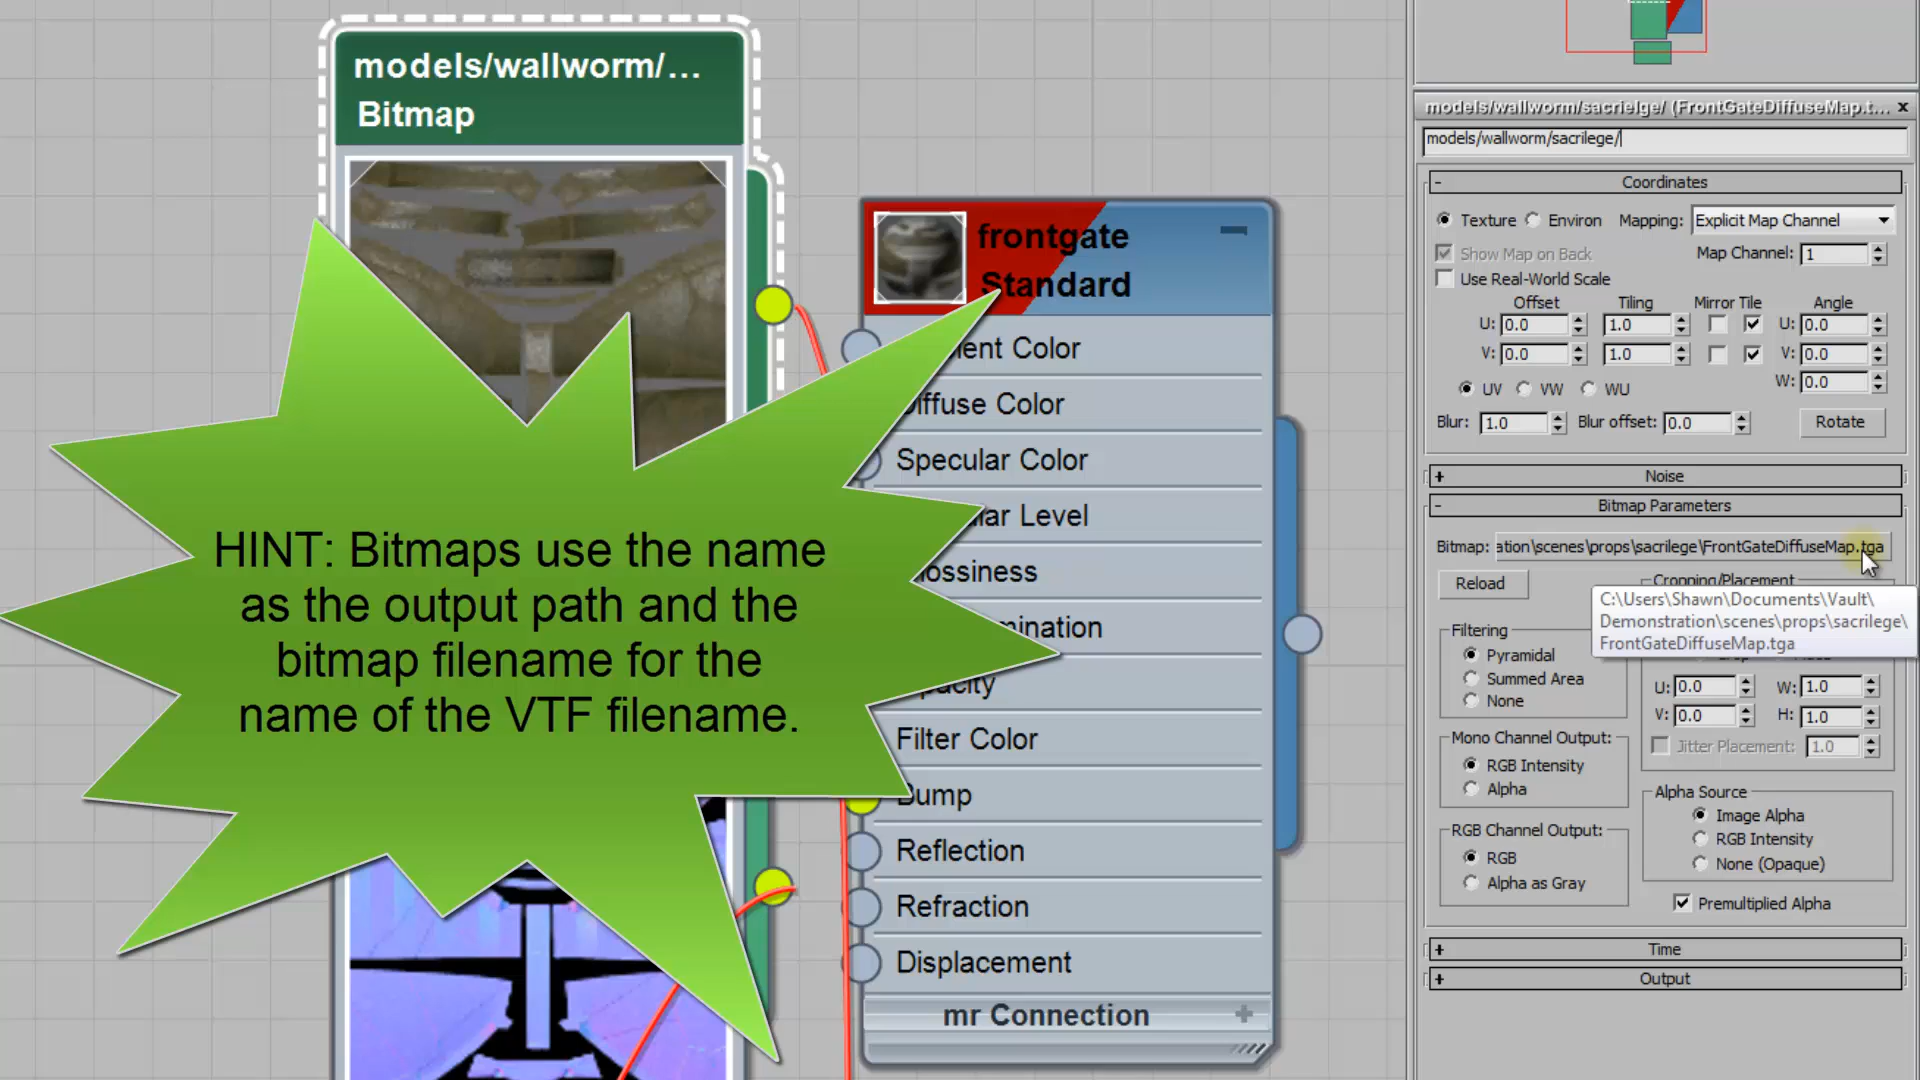 models/wallworm/...
Bitmap
frontgate
Standard
ient Color
Diffuse Color
Specular Color
lar Level
lossiness
mination
pacity
Filter Color
Bump
Reflection
Refraction
Displacement
mr Connection
HINT: Bitmaps use the name
as the output path and the
bitmap filename for the
name of the VTF filename.
models/wallworm/sacrielge/ (FrontGateDiffuseMap.t...
models/wallworm/sacrilege/
Coordinates
Texture Environ Mapping: Explicit Map Channel
Show Map on Back Map Channel: 1
Use Real-World Scale
Offset Tiling Mirror Tile Angle
U: 0.0 1.0 U: 0.0
V: 0.0 1.0 V: 0.0
W: 0.0
UV VW WU
Blur: 1.0 Blur offset: 0.0 Rotate
Noise
Bitmap Parameters
Bitmap: ation\scenes\props\sacrilege\FrontGateDiffuseMap.tga
Reload
Cropping/Placement
C:\Users\Shawn\Documents\Vault\
Demonstration\scenes\props\sacrilege\
FrontGateDiffuseMap.tga
Filtering
Pyramidal
Summed Area
None
U: 0.0 W: 1.0
V: 0.0 H: 1.0
Jitter Placement: 1.0
Mono Channel Output:
RGB Intensity
Alpha
RGB Channel Output:
RGB
Alpha as Gray
Alpha Source
Image Alpha
RGB Intensity
None (Opaque)
Premultiplied Alpha
Time
Output